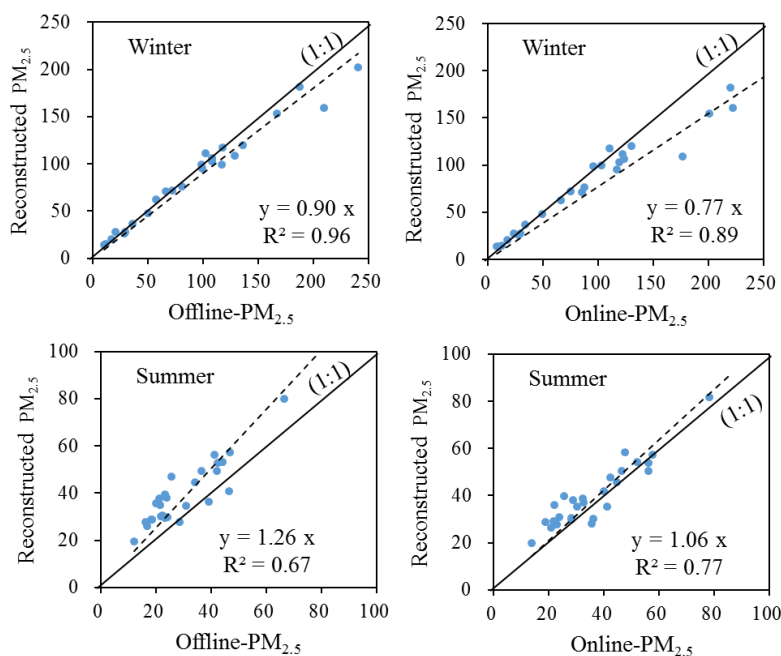 250
200
150
100
50
0
Reconstructed PM2.5
Winter
(1:1)
y = 0.90 x
R² = 0.96
0 50 100 150 200 250
Offline-PM2.5
250
200
150
100
50
0
Reconstructed PM2.5
Winter
(1:1)
y = 0.77 x
R² = 0.89
0 50 100 150 200 250
Online-PM2.5
100
80
60
40
20
0
Reconstructed PM2.5
Summer
(1:1)
y = 1.26 x
R² = 0.67
0 20 40 60 80 100
Offline-PM2.5
100
80
60
40
20
0
Reconstructed PM2.5
Summer
(1:1)
y = 1.06 x
R² = 0.77
0 20 40 60 80 100
Online-PM2.5